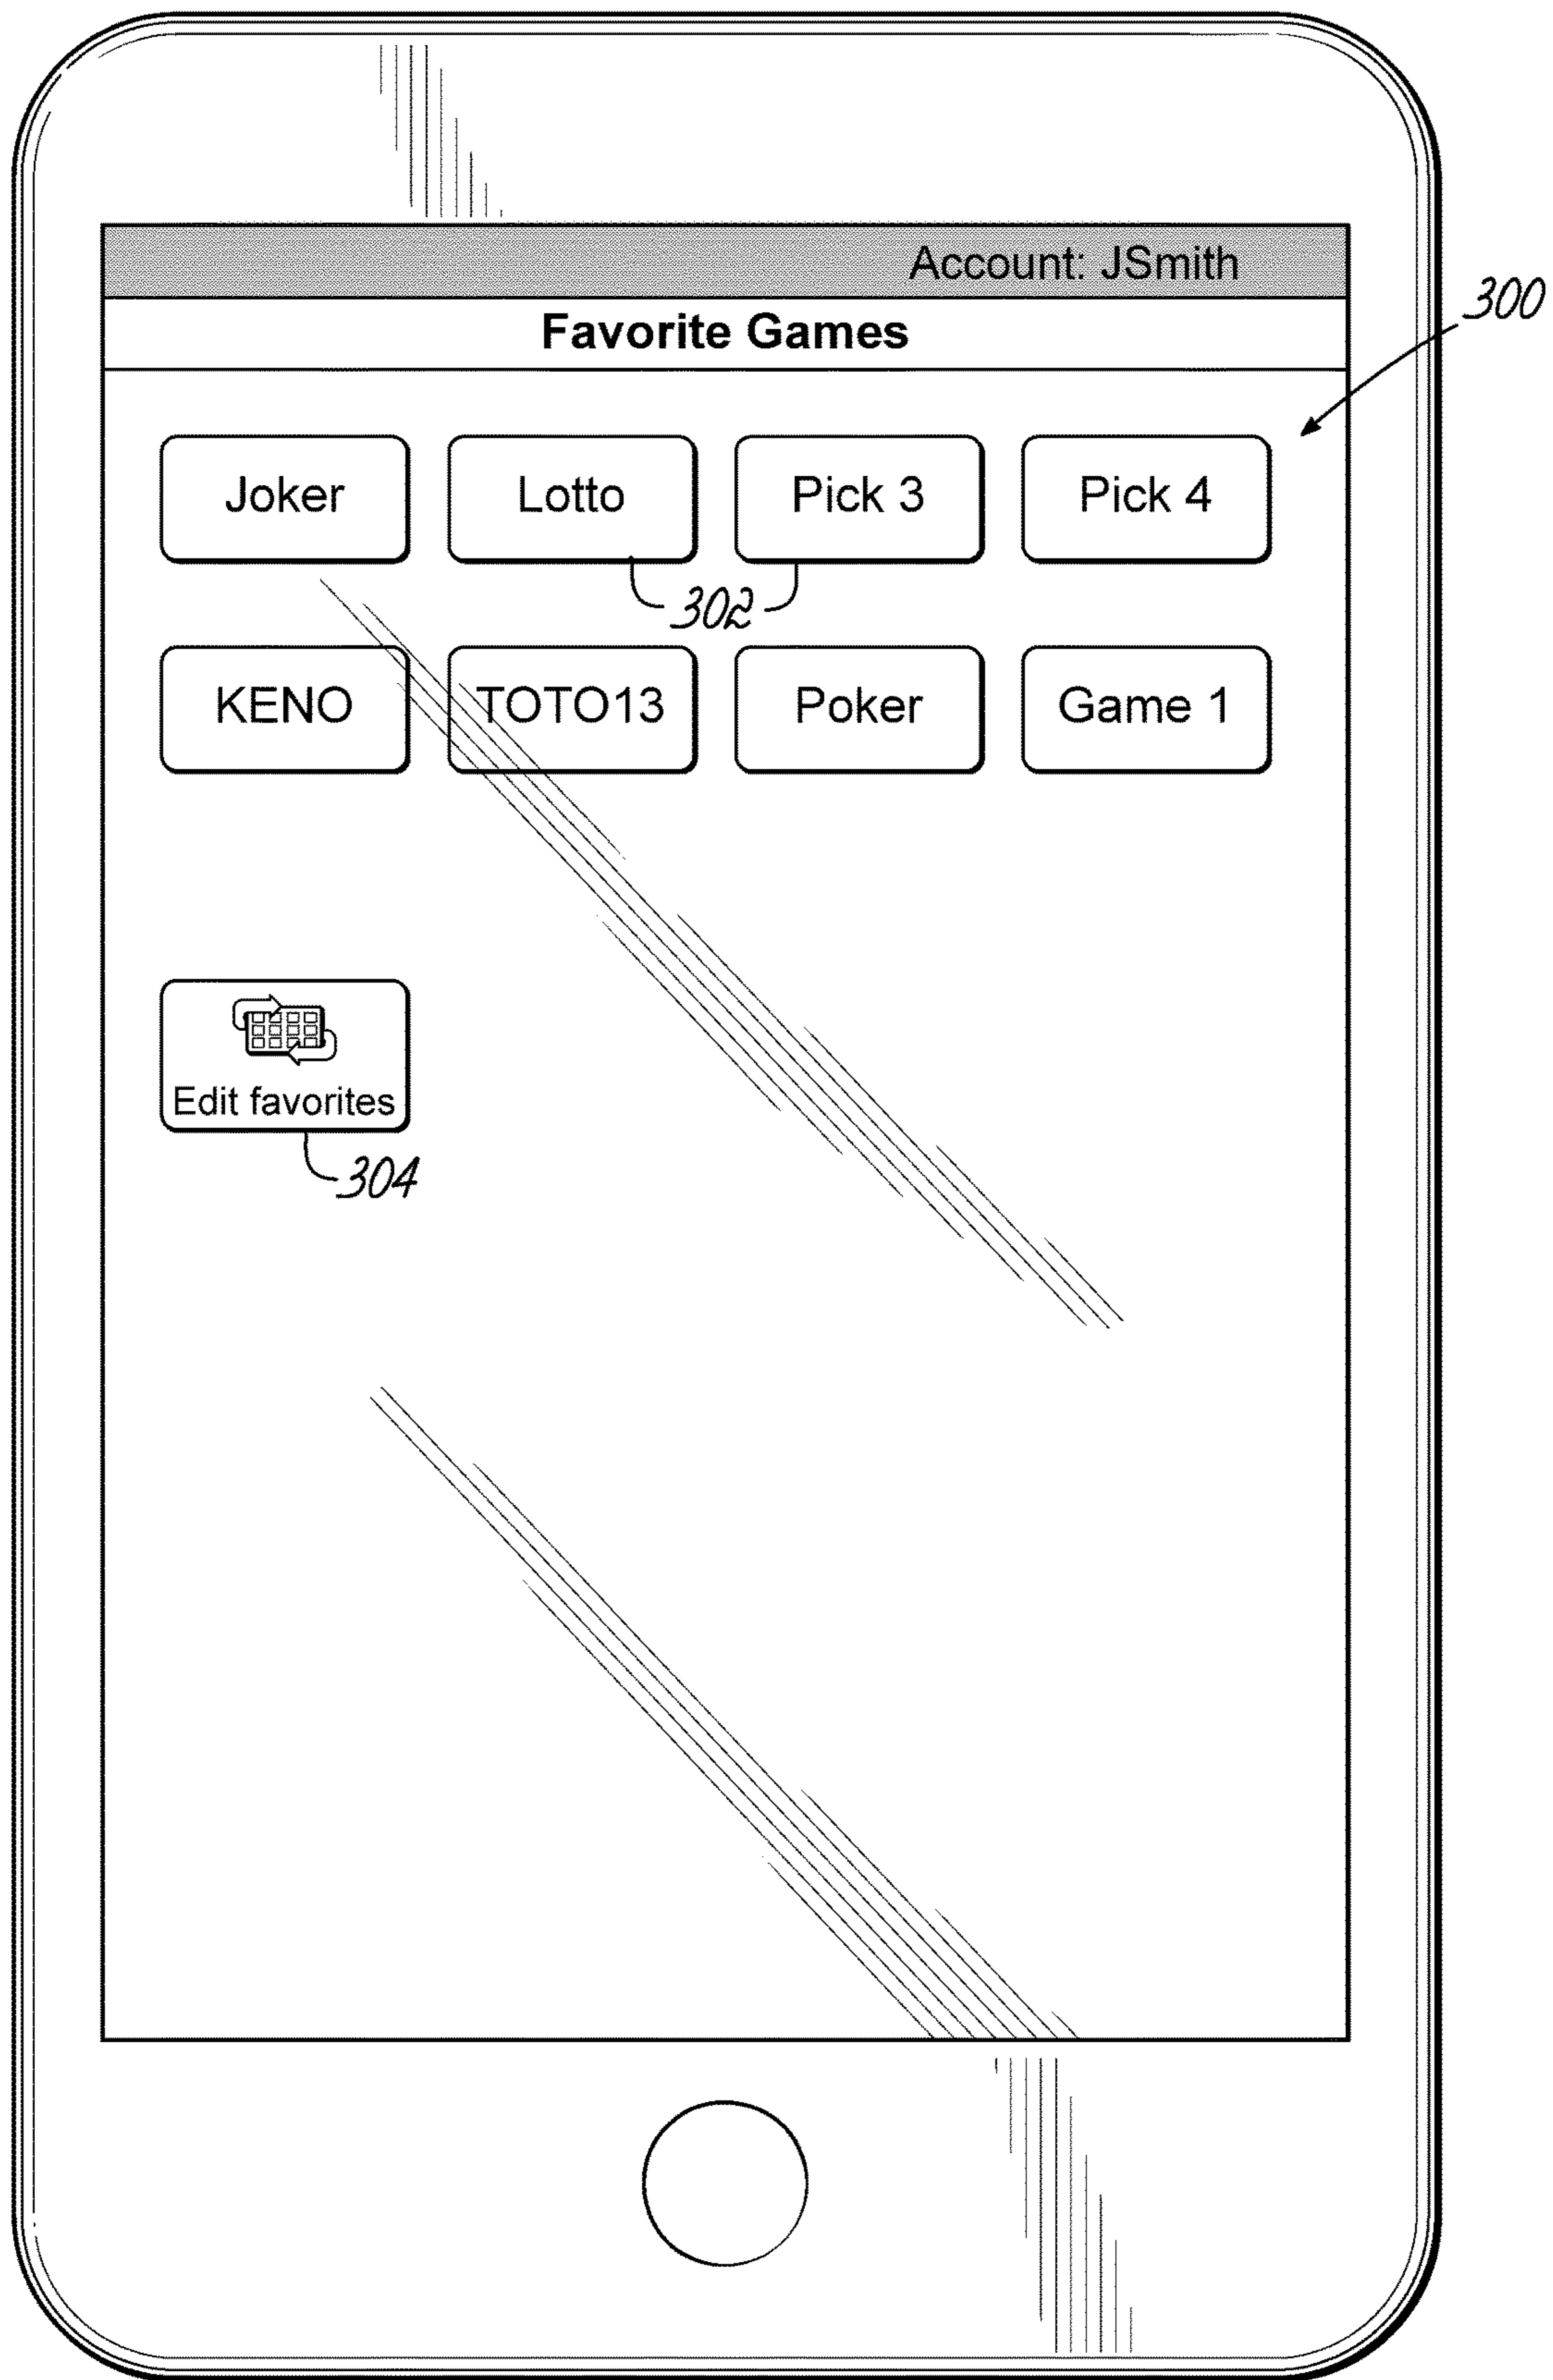 Account: JSmith
Favorite Games
300
Joker Lotto Pick 3 Pick 4
302
KENO TOTO13 Poker Game 1
Edit favorites
304